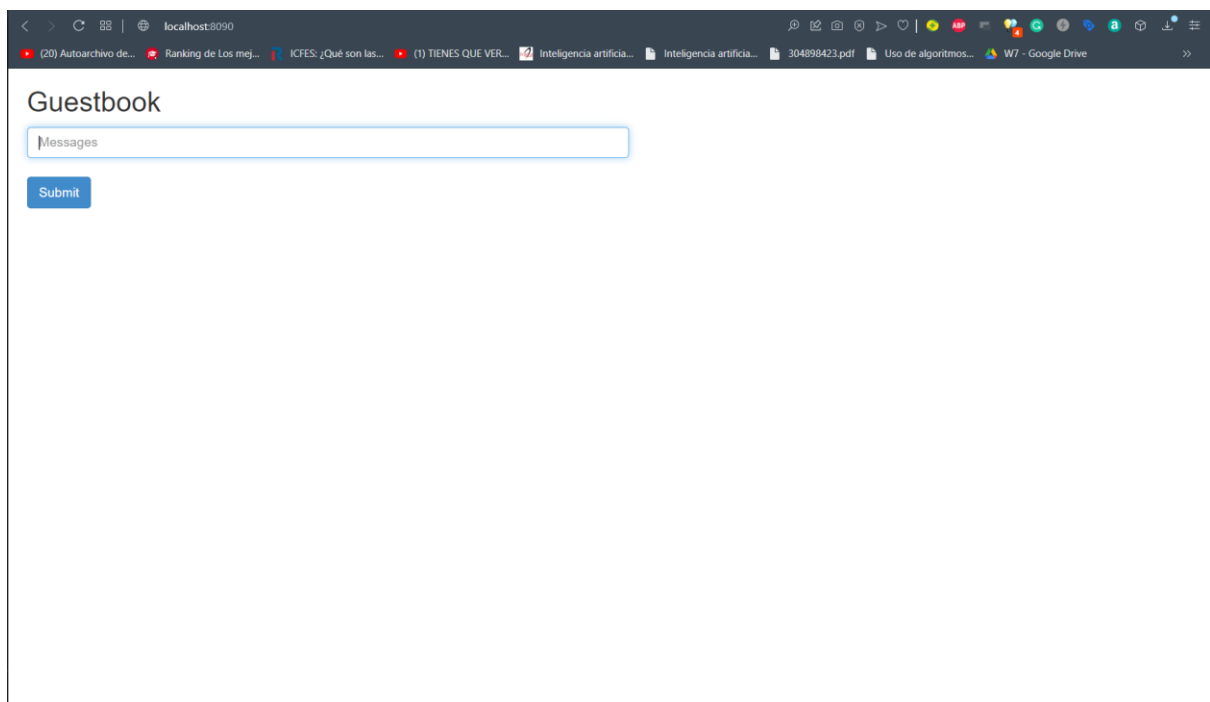 localhost:8090
(20) Autoarchivo de... Ranking de Los mej... ICFES: ¿Qué son las... (1) TIENES QUE VER... Inteligencia artificia... Inteligencia artificia... 304898423.pdf Uso de algoritmos... W7 - Google Drive
Guestbook
Messages
Submit